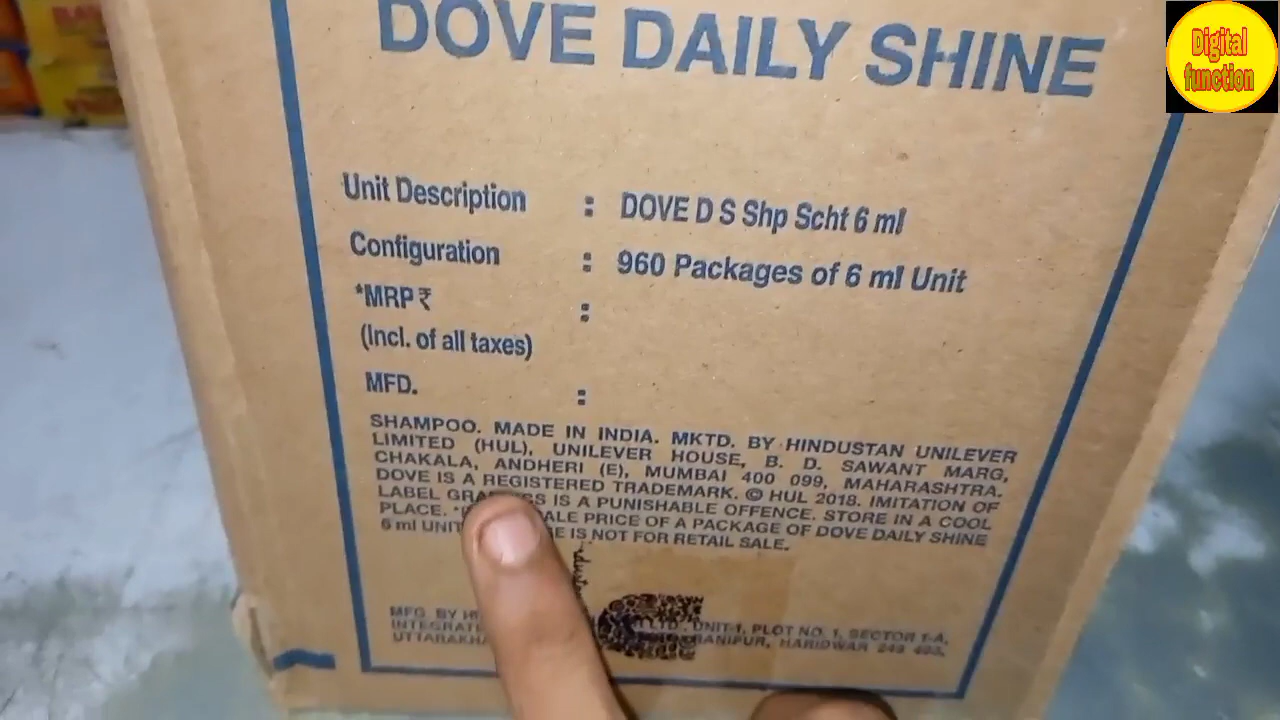 Digital
function
DOVE DAILY SHINE
Unit Description : DOVE D S Shp Scht 6 ml
Configuration : 960 Packages of 6 ml Unit
*MRP ₹ :
(Incl. of all taxes)
MFD. :
SHAMPOO. MADE IN INDIA. MKTD. BY HINDUSTAN UNILEVER
LIMITED (HUL), UNILEVER HOUSE, B. D. SAWANT MARG,
CHAKALA, ANDHERI (E), MUMBAI 400 099, MAHARASHTRA.
DOVE IS A REGISTERED TRADEMARK. © HUL 2018. IMITATION OF
LABEL IS A PUNISHABLE OFFENCE. STORE IN A COOL
PLACE. PRICE OF A PACKAGE OF DOVE DAILY SHINE
6 ml UNIT IS NOT FOR RETAIL SALE.
MFG. BY
LTD., UNIT-1, PLOT NO. 1, SECTOR 1-A,
HARIDWAR 249 403,